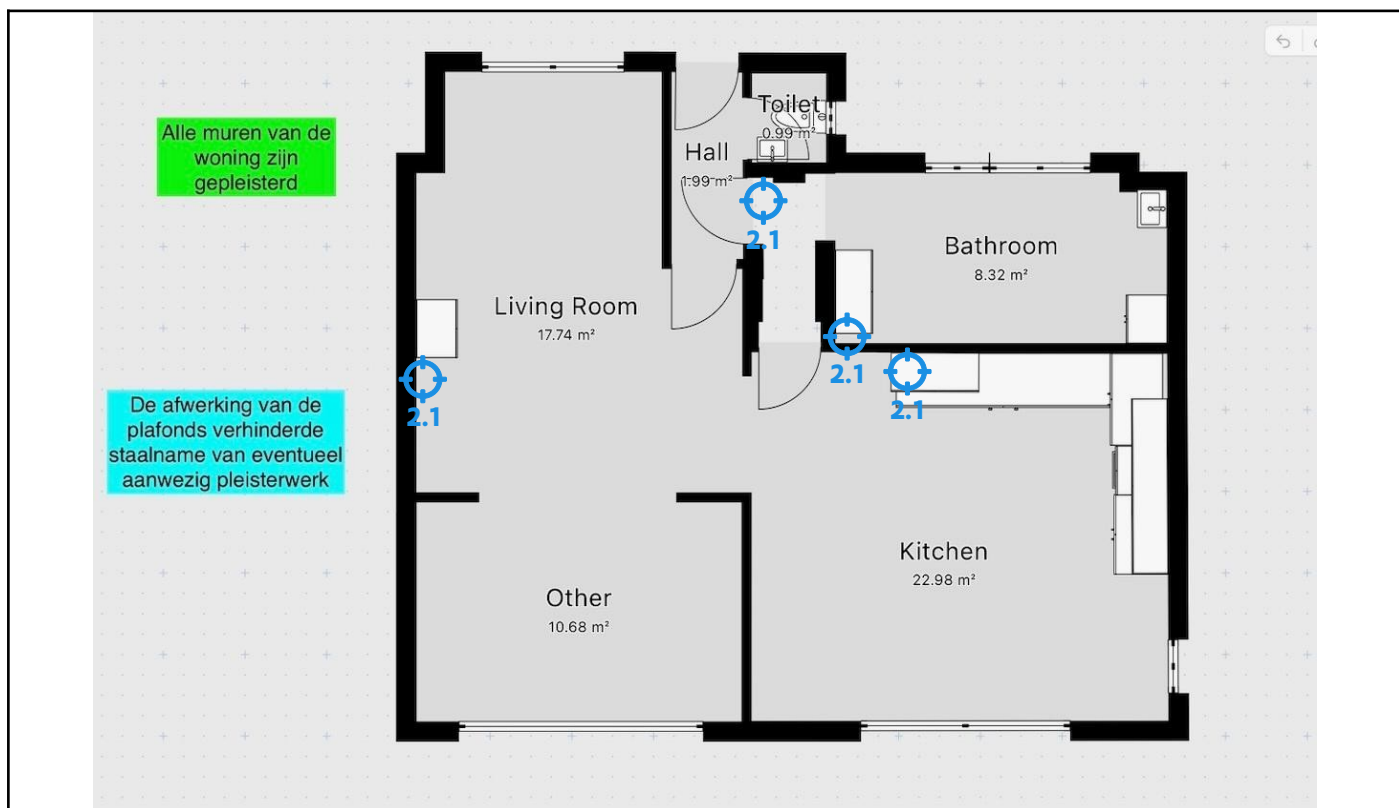 Alle muren van de
woning zijn
gepleisterd
De afwerking van de
plafonds verhinderde
staalname van eventueel
aanwezig pleisterwerk
Toilet
0.99 m²
Hall
1.99 m²
2.1
Bathroom
8.32 m²
Living Room
17.74 m²
2.1
2.1
2.1
Kitchen
22.98 m²
Other
10.68 m²